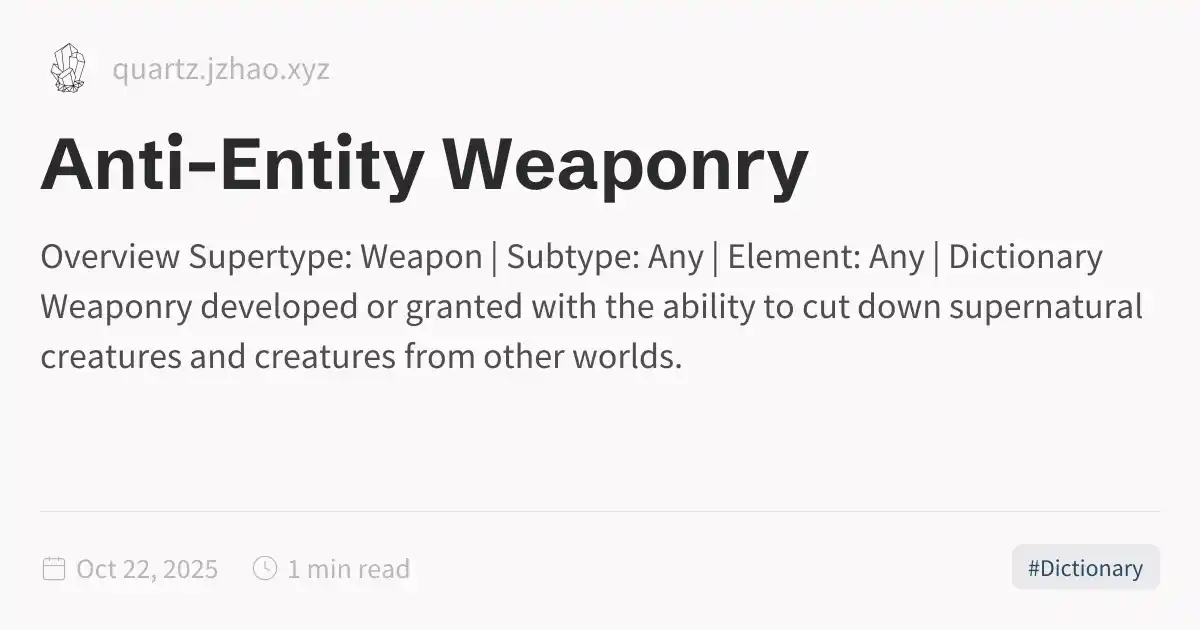 quartz.jzhao.xyz
Anti-Entity Weaponry
Overview Supertype: Weapon | Subtype: Any | Element: Any | Dictionary
Weaponry developed or granted with the ability to cut down supernatural
creatures and creatures from other worlds.
Oct 22, 2025
1 min read
#Dictionary